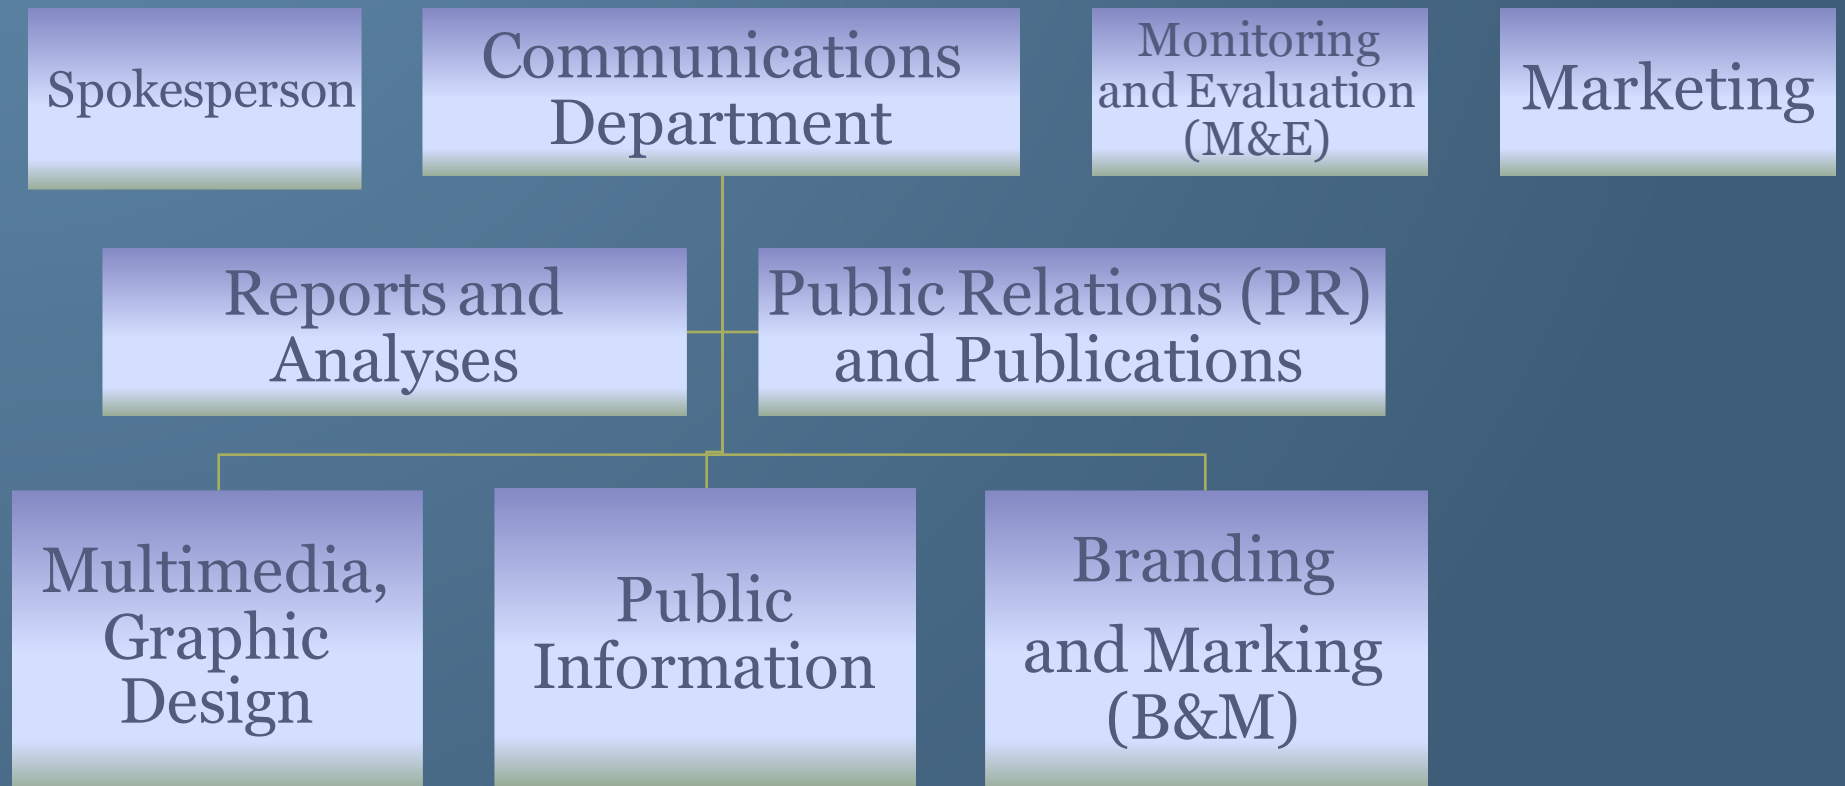 Spokesperson
Communications
Department
Monitoring
and Evaluation
(M&E)
Marketing
Reports and
Analyses
Public Relations (PR)
and Publications
Multimedia,
Graphic
Design
Public
Information
Branding
and Marking
(B&M)